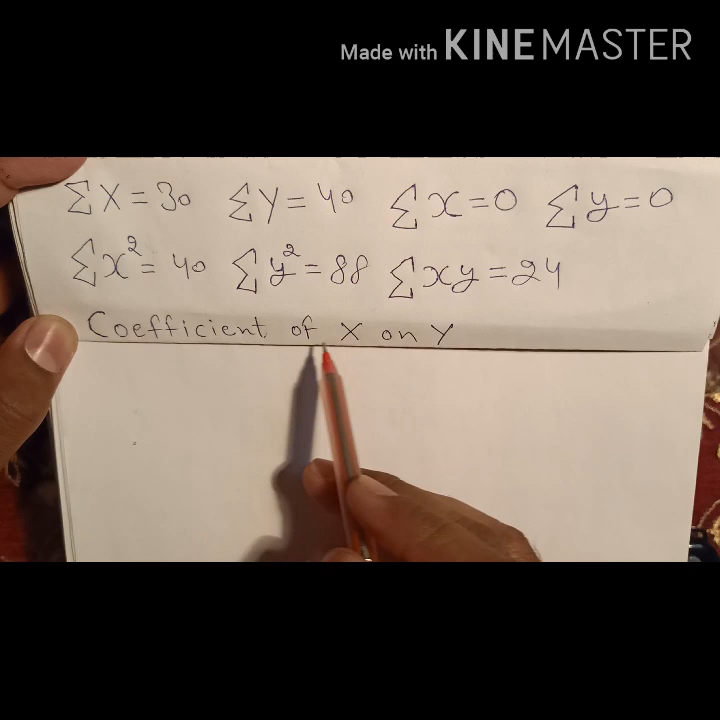 Made with KINEMASTER
ΣX=30 ΣY=40 Σx=0 Σy=0
Σx²=40 Σy²=88 Σxy=24
Coefficient of X on Y